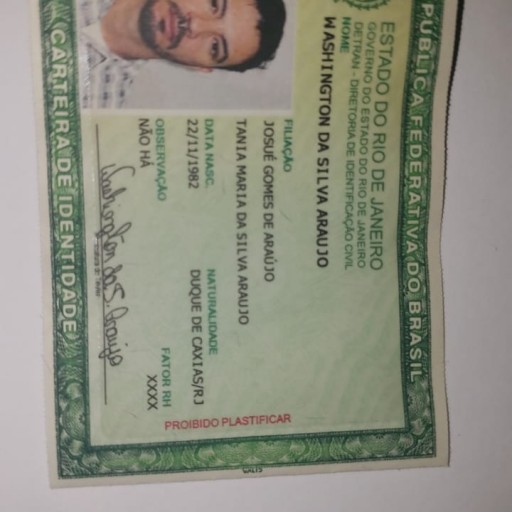 PÚBLICA FEDERATIVA DO BRASIL
ESTADO DO RIO DE JANEIRO
GOVERNO DO ESTADO DO RIO DE JANEIRO
DETRAN - DIRETORIA DE IDENTIFICAÇÃO CIVIL
NOME
WASHINGTON DA SILVA ARAUJO
FILIAÇÃO
JOSUÉ GOMES DE ARAÚJO
TANIA MARIA DA SILVA ARAUJO
DATA NASC. NATURALIDADE
22/11/1982 DUQUE DE CAXIAS/RJ
OBSERVAÇÃO FATOR RH
NÃO HÁ XXXX
Washington da S. Araujo
PROIBIDO PLASTIFICAR
CARTEIRA DE IDENTIDADE